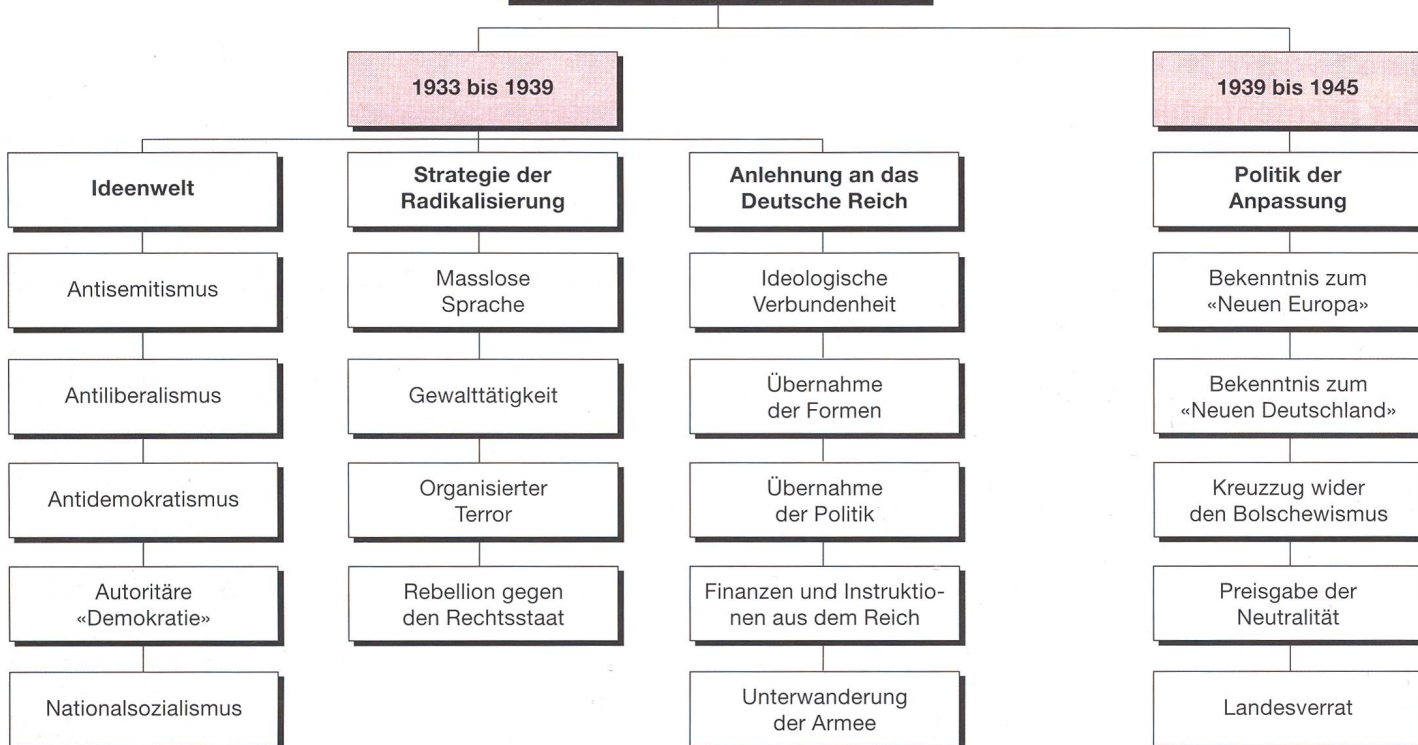 1933 bis 1939
1939 bis 1945
Ideenwelt
Antisemitismus
Antiliberalismus
Antidemokratismus
Autoritäre
«Demokratie»
Nationalsozialismus
Strategie der
Radikalisierung
Masslose
Sprache
Gewalttätigkeit
Organisierter
Terror
Rebellion gegen
den Rechtsstaat
Anlehnung an das
Deutsche Reich
Ideologische
Verbundenheit
Übernahme
der Formen
Übernahme
der Politik
Finanzen und Instruktio-
nen aus dem Reich
Unterwanderung
der Armee
Politik der
Anpassung
Bekenntnis zum
«Neuen Europa»
Bekenntnis zum
«Neuen Deutschland»
Kreuzzug wider
den Bolschewismus
Preisgabe der
Neutralität
Landesverrat